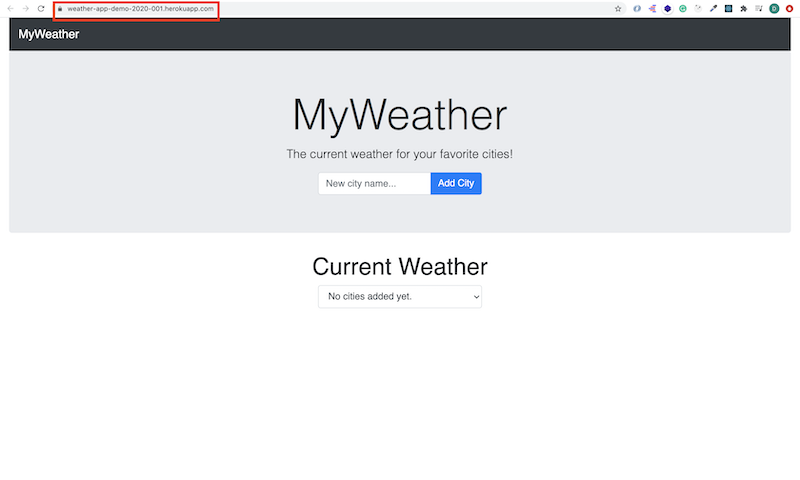 weather-app-demo-2020-001.herokuapp.com
D
MyWeather
MyWeather
The current weather for your favorite cities!
New city name... Add City
Current Weather
No cities added yet.